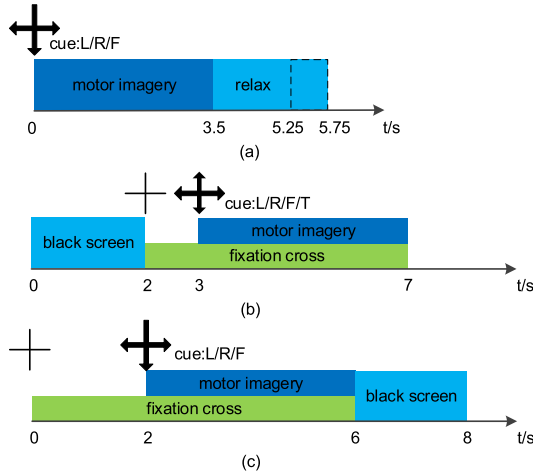 cue:L/R/F
motor imagery relax
0 3.5 5.25 5.75 t/s
(a)
cue:L/R/F/T
black screen motor imagery
fixation cross
0 2 3 7 t/s
(b)
cue:L/R/F
motor imagery black screen
fixation cross
0 2 6 8 t/s
(c)